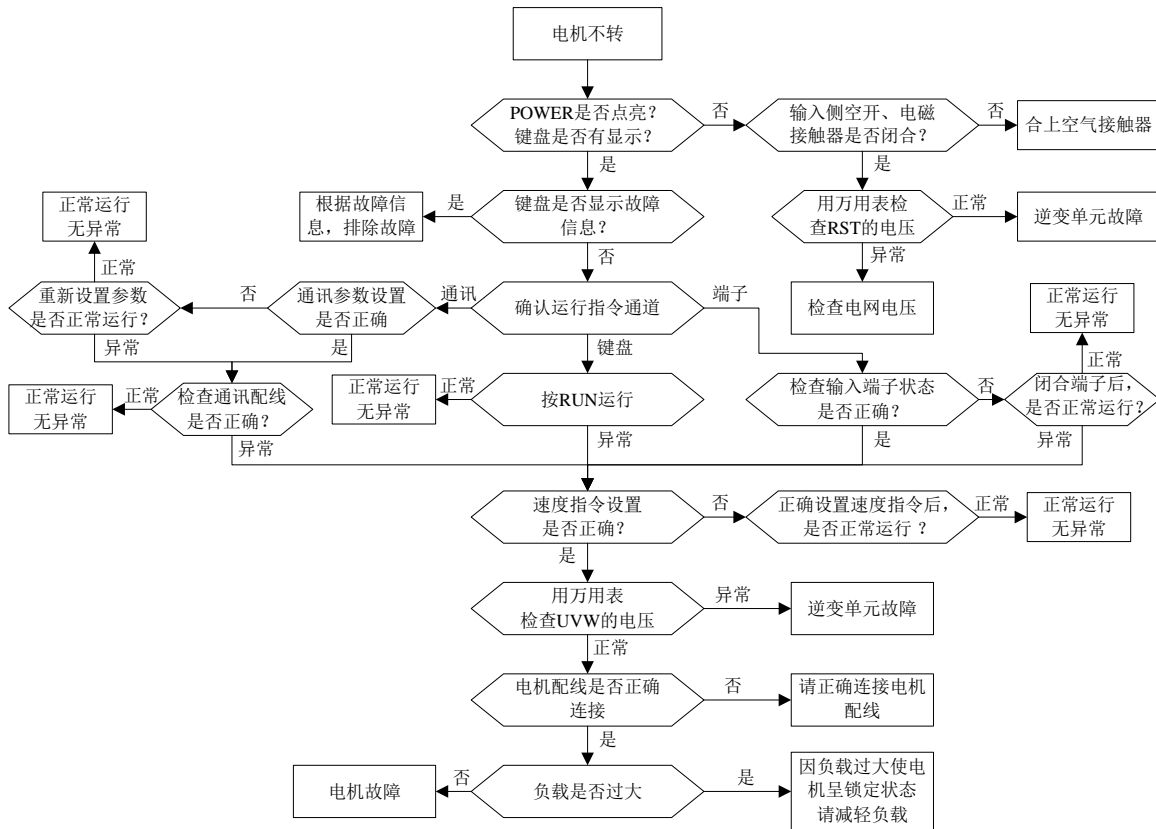 电机不转
POWER是否点亮?
键盘是否有显示?
否
输入侧空开、电磁
接触器是否闭合?
否
合上空气接触器
是
是
正常运行
无异常
根据故障信
息，排除故障
是
键盘是否显示故障
信息?
用万用表检
查RST的电压
正常
逆变单元故障
正常
否
异常
重新设置参数
是否正常运行?
否
通讯参数设置
是否正确
通讯
确认运行指令通道
端子
检查电网电压
正常运行
无异常
异常
是
键盘
正常
正常运行
无异常
正常
检查通讯配线
是否正确?
正常运行
无异常
正常
按RUN运行
检查输入端子状态
是否正确?
否
闭合端子后，
是否正常运行?
异常
异常
是
异常
速度指令设置
是否正确?
否
正确设置速度指令后，
是否正常运行 ?
正常
正常运行
无异常
是
用万用表
检查UVW的电压
异常
逆变单元故障
正常
电机配线是否正确
连接
否
请正确连接电机
配线
是
电机故障
否
负载是否过大
是
因负载过大使电
机呈锁定状态
请减轻负载